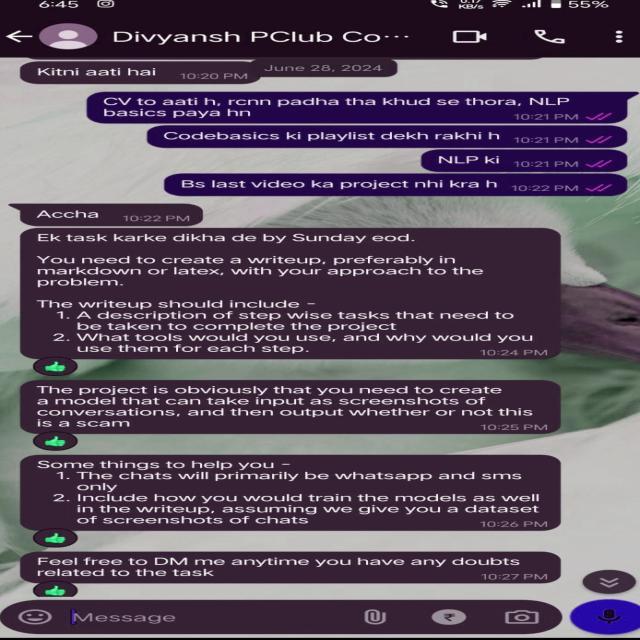 6:45
0.17
KB/s
55%
Divyansh PClub Co···
June 28, 2024
Kitni aati hai 10:20 PM
CV to aati h, rcnn padha tha khud se thora, NLP
basics paya hn 10:21 PM
Codebasics ki playlist dekh rakhi h 10:21 PM
NLP ki 10:21 PM
Bs last video ka project nhi kra h 10:22 PM
Accha 10:22 PM
Ek task karke dikha de by Sunday eod.
You need to create a writeup, preferably in
markdown or latex, with your approach to the
problem.
The writeup should include -
1. A description of step wise tasks that need to
be taken to complete the project
2. What tools would you use, and why would you
use them for each step. 10:24 PM
The project is obviously that you need to create
a model that can take input as screenshots of
conversations, and then output whether or not this
is a scam 10:25 PM
Some things to help you -
1. The chats will primarily be whatsapp and sms
only
2. Include how you would train the models as well
in the writeup, assuming we give you a dataset
of screenshots of chats 10:26 PM
Feel free to DM me anytime you have any doubts
related to the task 10:27 PM
Message
₹